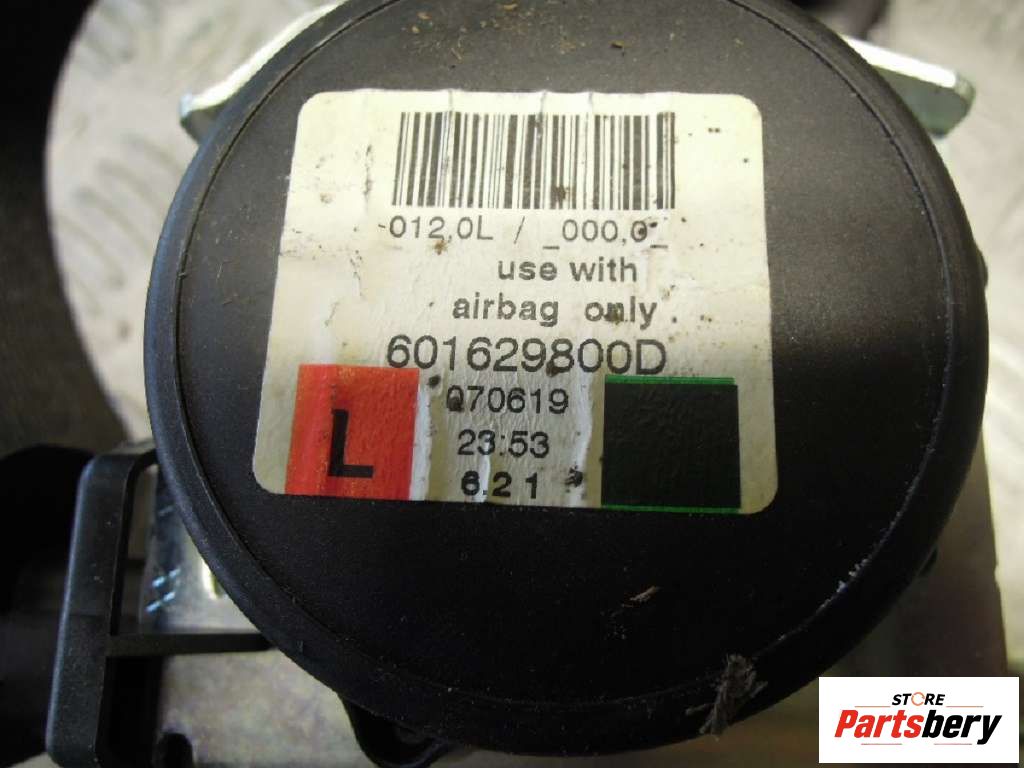 012,0L / _000,0_
use with
airbag only.
601629800D
070619
23:53
6.2 1
L
STORE
Partsbery